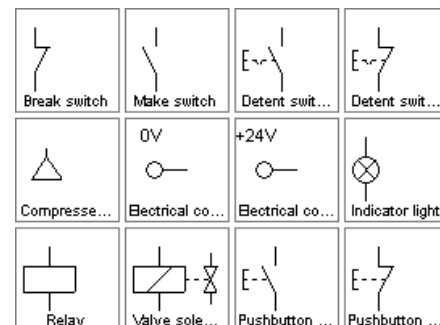 Break switch
Make switch
Detent swit...
Detent swit...
0V
+24V
Compresse...
Electrical co...
Electrical co...
Indicator light
Relay
Valve sole...
Pushbutton ...
Pushbutton ...